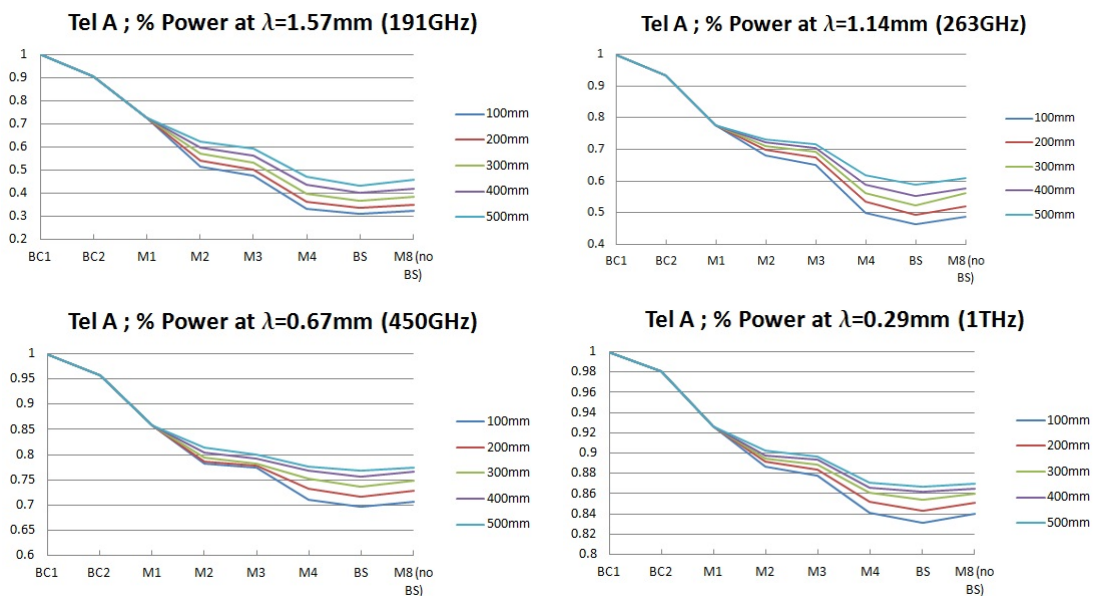 Tel A ; % Power at λ=1.57mm (191GHz)
1
0.9
0.8
0.7
0.6
0.5
0.4
0.3
0.2
BC1 BC2 M1 M2 M3 M4 BS M8 (no
BS)
100mm
200mm
300mm
400mm
500mm
Tel A ; % Power at λ=1.14mm (263GHz)
1
0.9
0.8
0.7
0.6
0.5
0.4
BC1 BC2 M1 M2 M3 M4 BS M8 (no
BS)
100mm
200mm
300mm
400mm
500mm
Tel A ; % Power at λ=0.67mm (450GHz)
1
0.95
0.9
0.85
0.8
0.75
0.7
0.65
0.6
BC1 BC2 M1 M2 M3 M4 BS M8 (no
BS)
100mm
200mm
300mm
400mm
500mm
Tel A ; % Power at λ=0.29mm (1THz)
1
0.98
0.96
0.94
0.92
0.9
0.88
0.86
0.84
0.82
0.8
BC1 BC2 M1 M2 M3 M4 BS M8 (no
BS)
100mm
200mm
300mm
400mm
500mm